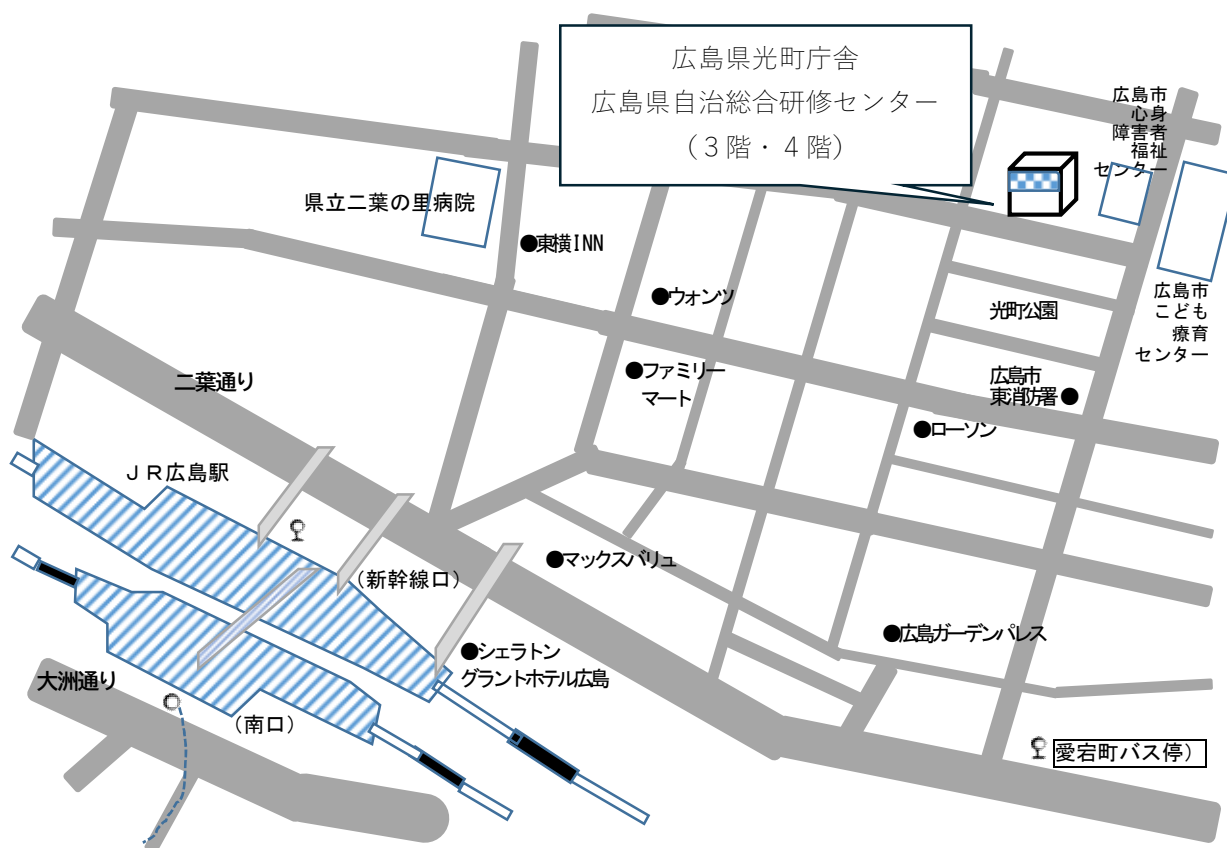 広島県光町庁舎
広島県自治総合研修センター
（３階・４階）
広島市
心身
障害者
福祉
センター
県立二葉の里病院
●東横INN
●ウォンツ
光町公園
広島市
こども
療育
センター
二葉通り
●ファミリー
マート
広島市
東消防署●
●ローソン
ＪＲ広島駅
（新幹線口）
●マックスバリュ
●広島ガーデンパレス
●シェラトン
グラントホテル広島
大洲通り
（南口）
愛宕町バス停）